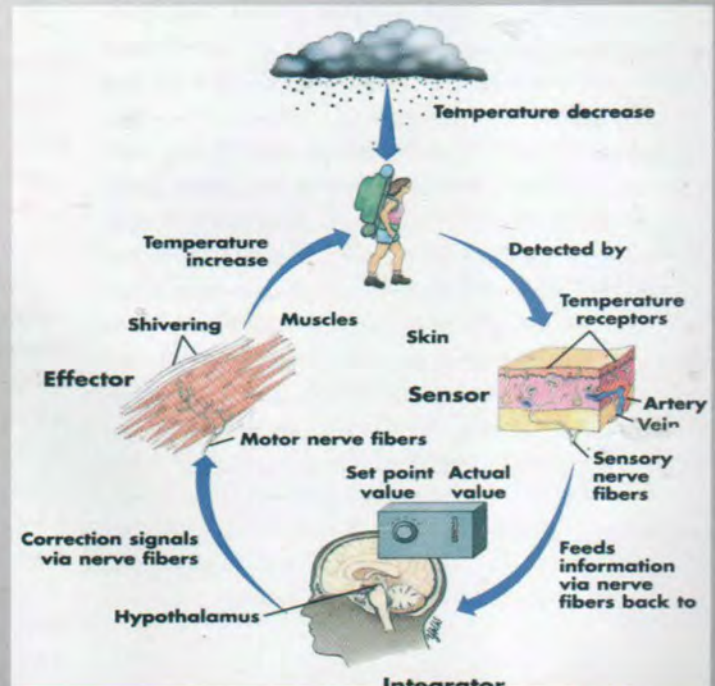 Temperature decrease
Temperature
increase
Detected by
Temperature
receptors
Shivering
Muscles
Skin
Effector
Sensor
Artery
Vein
Motor nerve fibers
Sensory
nerve
fibers
Set point
value
Actual
value
Correction signals
via nerve fibers
Feeds
information
via nerve
fibers back to
Hypothalamus
Integrator